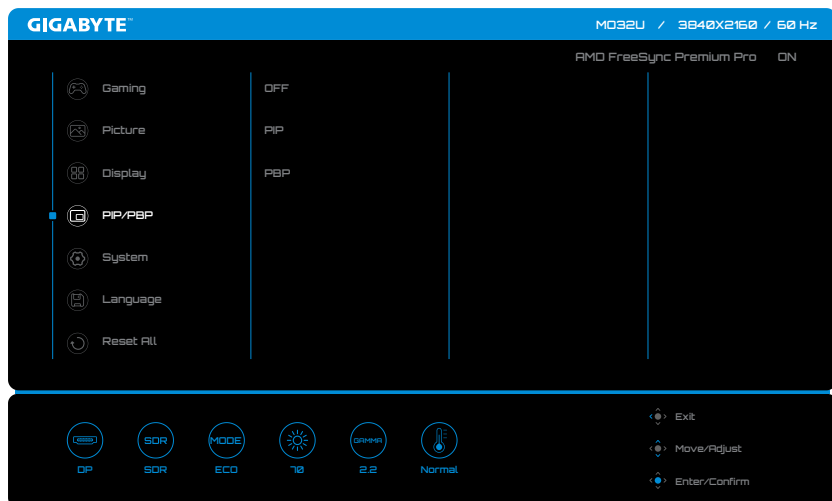 GIGABYTE™ MO32U / 3840X2160 / 60 Hz
AMD FreeSync Premium Pro ON
Gaming OFF
Picture PIP
Display PBP
PIP/PBP
System
Language
Reset All
SDR MODE GAMMA
DP SDR ECO 70 2.2 Normal
Exit
Move/Adjust
Enter/Confirm